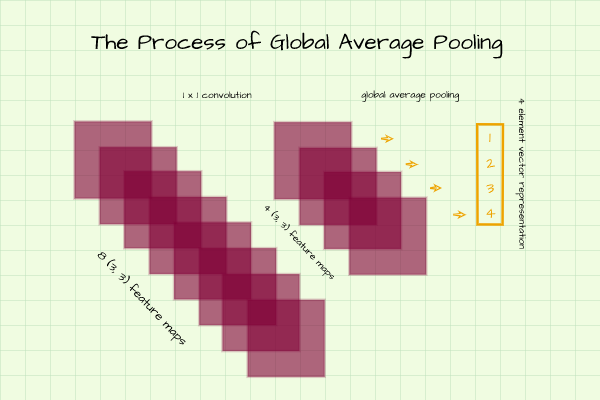 The Process of Global Average Pooling
1 x 1 convolution
global average pooling
8 (3, 3) feature maps
4 (3, 3) feature maps
1
2
3
4
4 element vector representation